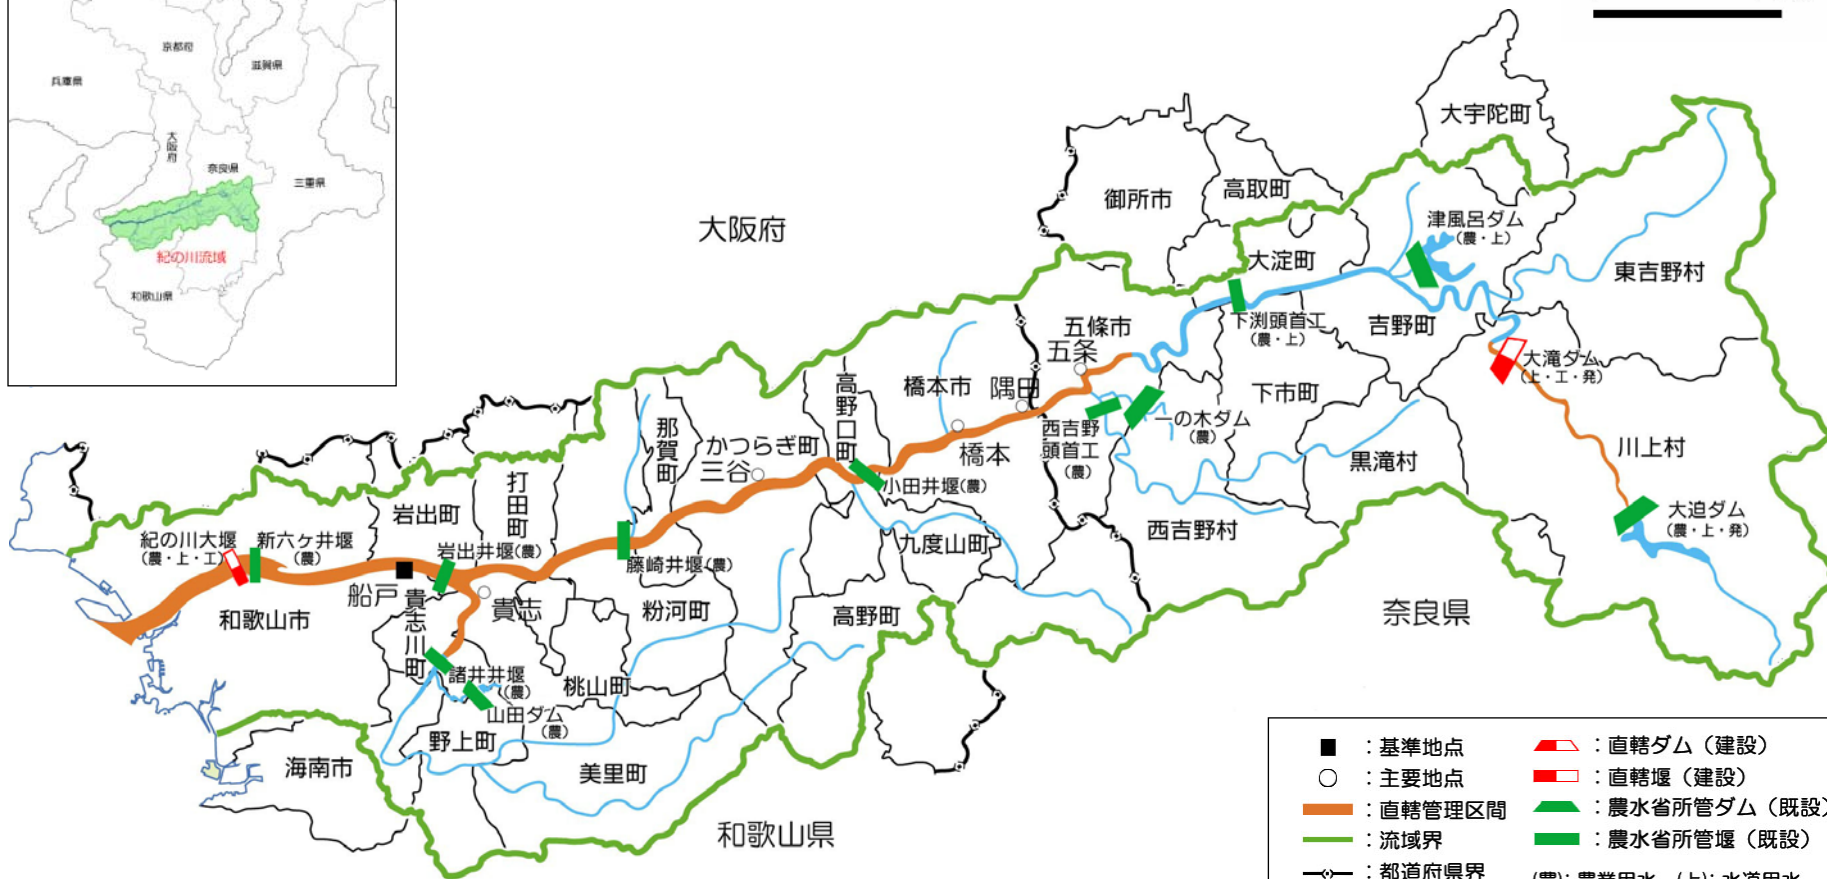 京都府
滋賀県
兵庫県
大阪府
奈良県
三重県
紀の川流域
和歌山県
大宇陀町
高取町
御所市
大阪府
津風呂ダム
(農・上)
大淀町
東吉野村
五條市
五条
下渕頭首工
(農・上)
吉野町
大滝ダム
(上・工・発)
高野口町
橋本市
隅田
下市町
一の木ダム
(農)
西吉野
頭首工
(農)
那賀町
かつらぎ町
三谷
橋本
黒滝村
川上村
小田井堰(農)
打田町
岩出町
大迫ダム
(農・上・発)
西吉野村
紀の川大堰
(農・上・工)
新六ヶ井堰
(農)
岩出井堰(農)
藤崎井堰(農)
九度山町
船戸
貴志
貴志川町
和歌山市
粉河町
高野町
奈良県
諸井井堰
(農)
桃山町
山田ダム
(農)
野上町
海南市
美里町
和歌山県
:基準地点
:主要地点
:直轄管理区間
:流域界
:都道府県界
:直轄ダム(建設)
:直轄堰(建設)
:農水省所管ダム(既設)
:農水省所管堰(既設)
(農):農業用水 (上):水道用水